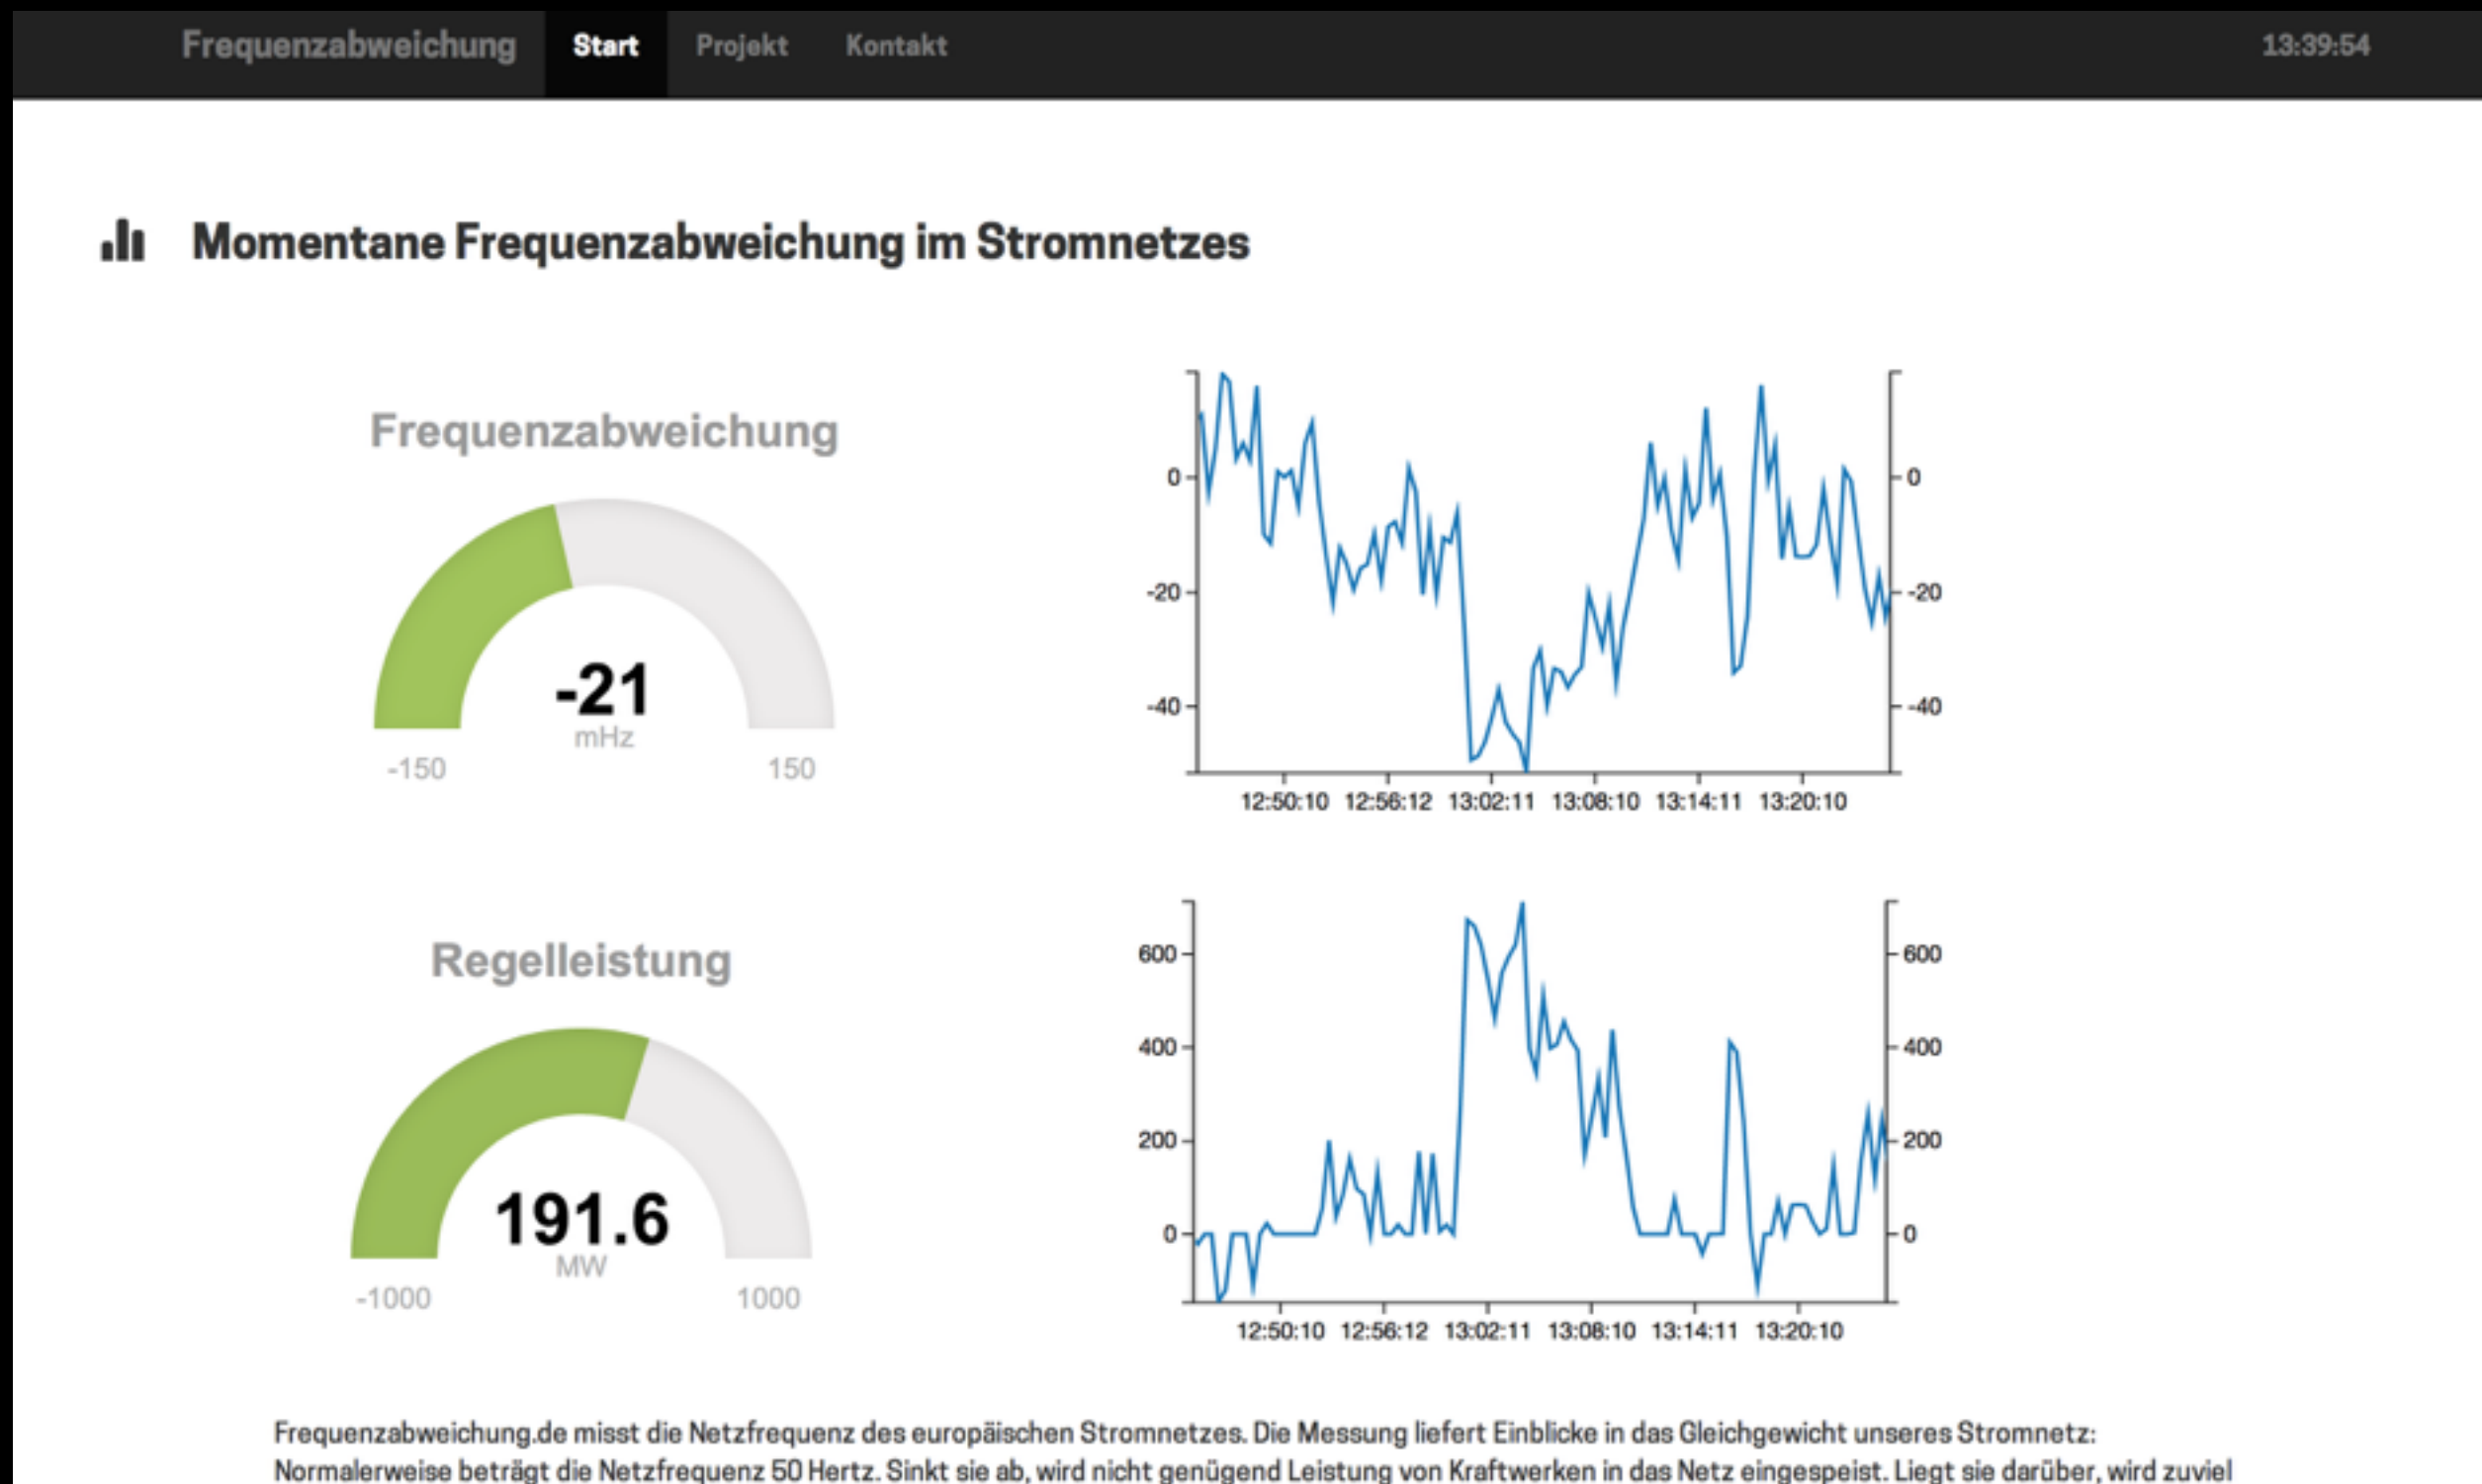 Frequenzabweichung Start Projekt Kontakt 13:39:54
Momentane Frequenzabweichung im Stromnetzes
Frequenzabweichung
-21
mHz
-150 150
0 0
-20 -20
-40 -40
12:50:10 12:56:12 13:02:11 13:08:10 13:14:11 13:20:10
Regelleistung
191.6
MW
-1000 1000
600 600
400 400
200 200
0 0
12:50:10 12:56:12 13:02:11 13:08:10 13:14:11 13:20:10
Frequenzabweichung.de misst die Netzfrequenz des europäischen Stromnetzes. Die Messung liefert Einblicke in das Gleichgewicht unseres Stromnetz:
Normalerweise beträgt die Netzfrequenz 50 Hertz. Sinkt sie ab, wird nicht genügend Leistung von Kraftwerken in das Netz eingespeist. Liegt sie darüber, wird zuviel